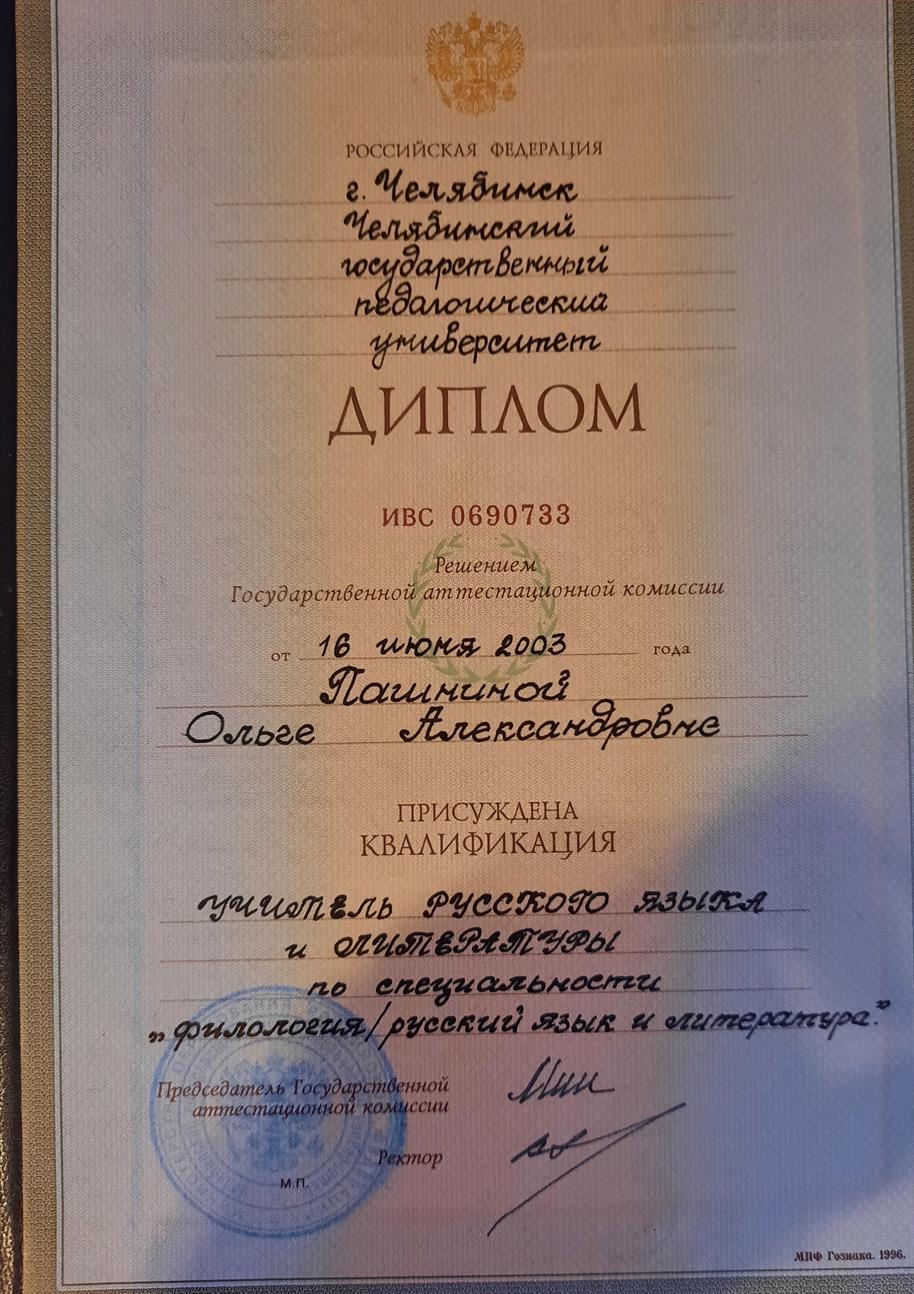 РОССИЙСКАЯ ФЕДЕРАЦИЯ
г. Челябинск
Челябинский
государственный
педагогический
университет
ДИПЛОМ
ИВС 0690733
Решением
Государственной аттестационной комиссии
от 16 июня 2003 года
Пашниной
Ольге Александровне
ПРИСУЖДЕНА
КВАЛИФИКАЦИЯ
УЧИТЕЛЬ РУССКОГО ЯЗЫКА
и ЛИТЕРАТУРЫ
по специальности
„филология/русский язык и литература”
Председатель Государственной
аттестационной комиссии
Ректор
М.П.
МПФ Гознака. 1996.